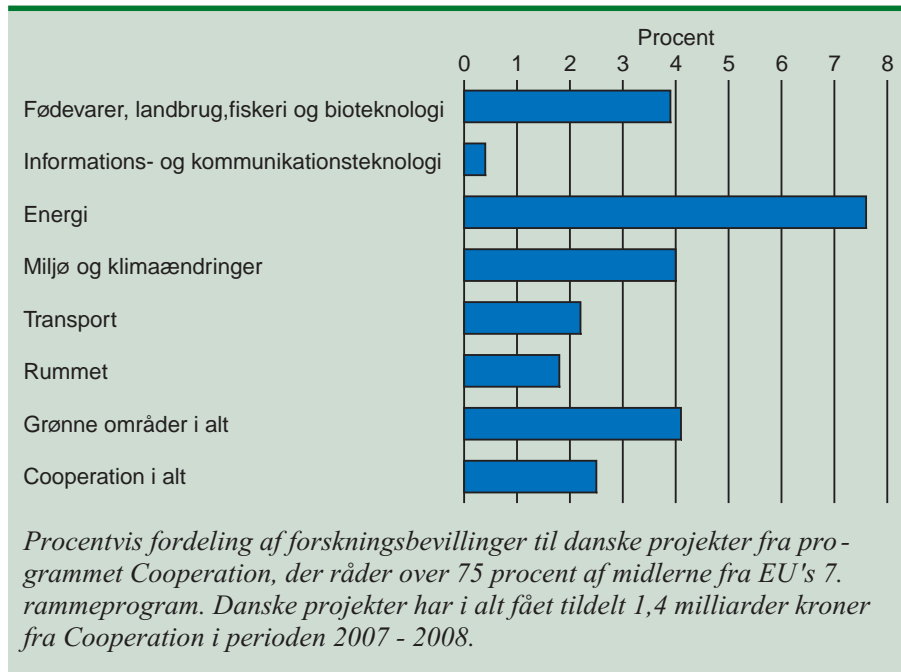 Procent
0 1 2 3 4 5 6 7 8
Fødevarer, landbrug,fiskeri og bioteknologi
Informations- og kommunikationsteknologi
Energi
Miljø og klimaændringer
Transport
Rummet
Grønne områder i alt
Cooperation i alt
Procentvis fordeling af forskningsbevillinger til danske projekter fra pro-
grammet Cooperation, der råder over 75 procent af midlerne fra EU's 7.
rammeprogram. Danske projekter har i alt fået tildelt 1,4 milliarder kroner
fra Cooperation i perioden 2007 - 2008.